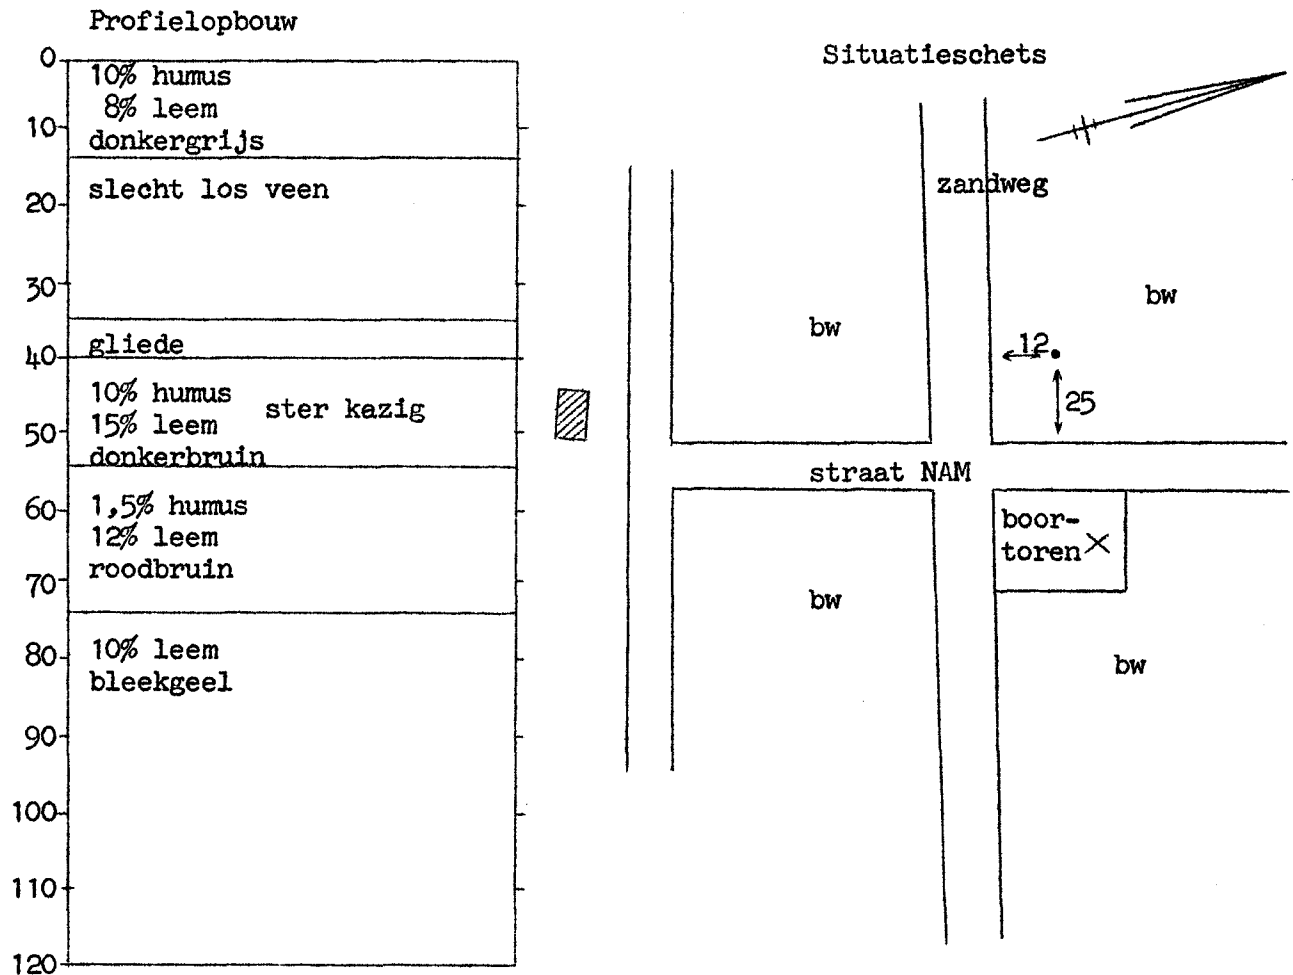 Profielopbouw
0
10% humus
8% leem
10
donkergrijs
slecht los veen
20
30
gliede
40
10% humus
ster kazig
15% leem
50
donkerbruin
1,5% humus
60
12% leem
roodbruin
70
10% leem
80
bleekgeel
90
100
110
120
Situatieschets
zandweg
bw
bw
12
25
straat NAM
boor-
toren
bw
bw